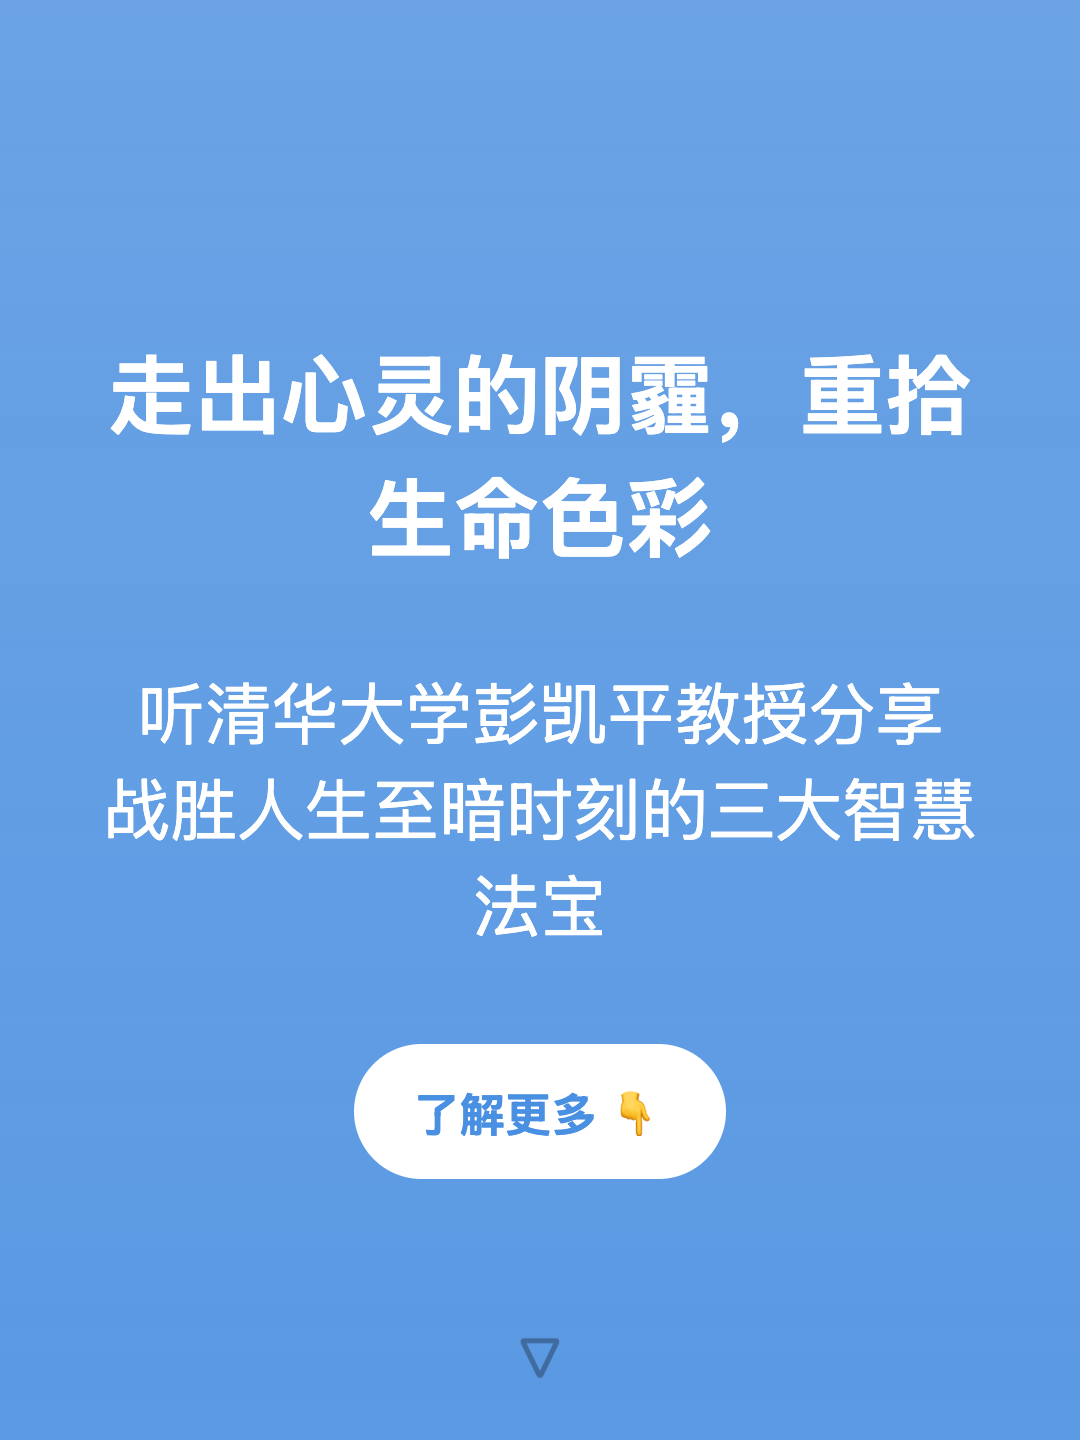 走出心灵的阴霾，重拾
生命色彩
听清华大学彭凯平教授分享
战胜人生至暗时刻的三大智慧
法宝
了解更多 👇